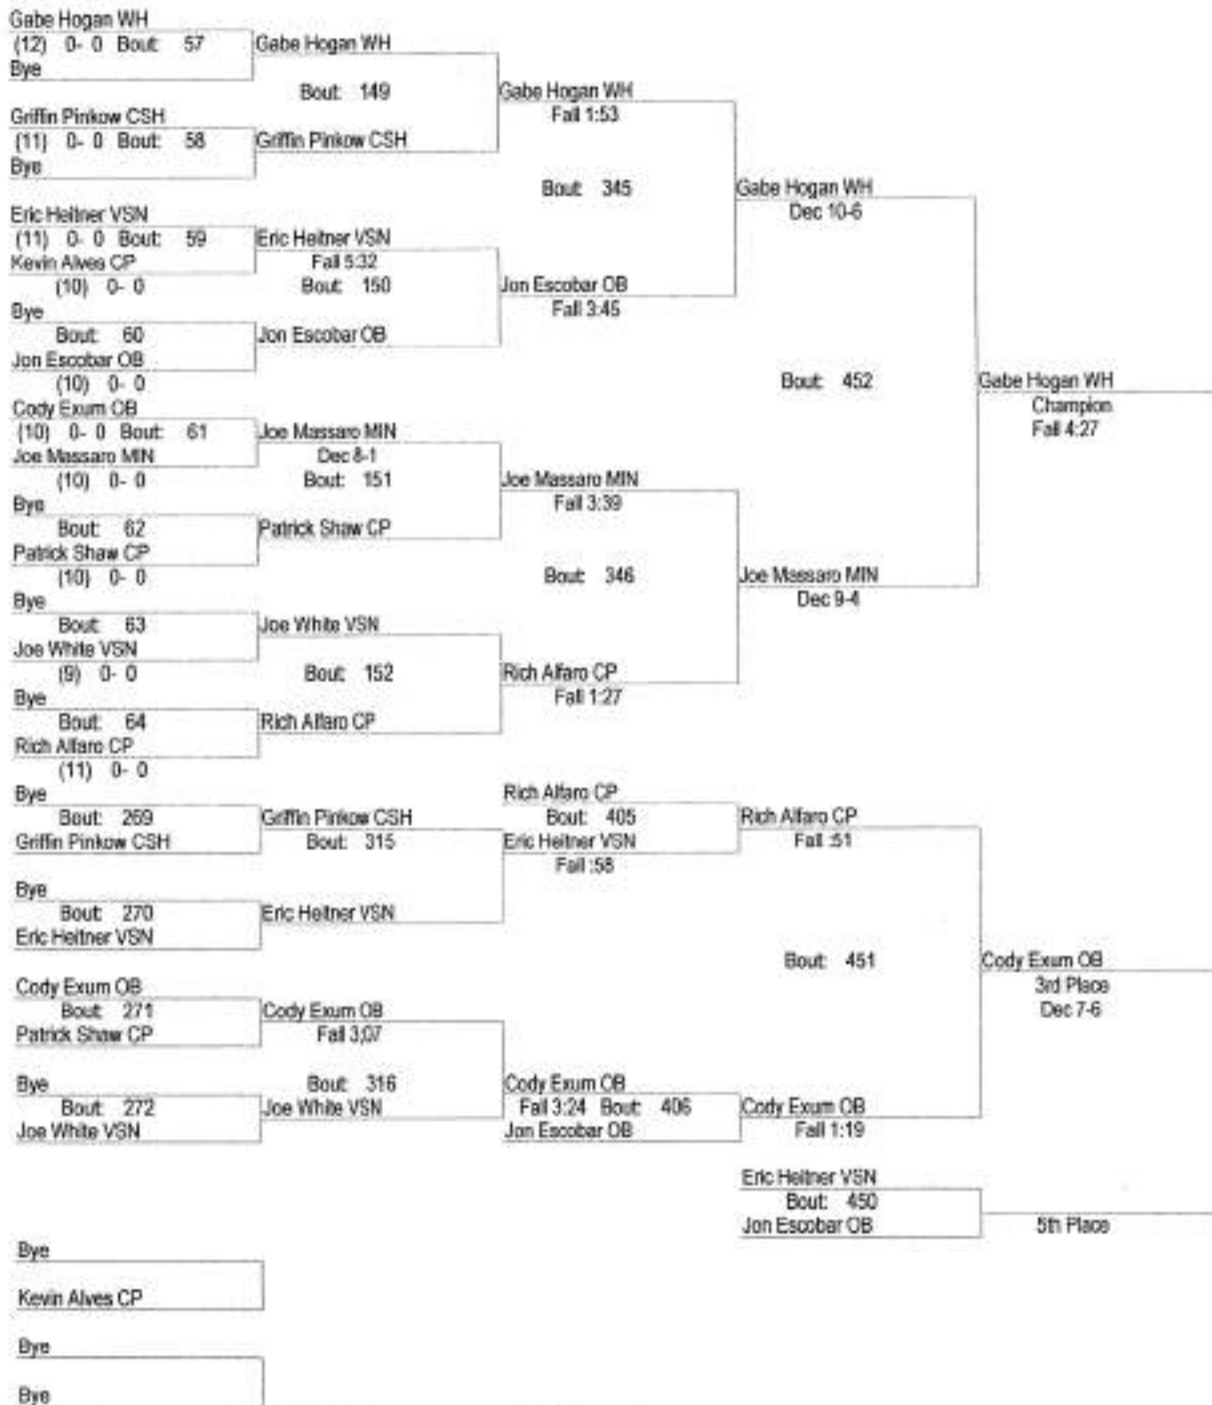 Gabe Hogan WH
(12) 0- 0 Bout: 57
Bye
Gabe Hogan WH
Bout: 149
Griffin Pinkow CSH
(11) 0- 0 Bout: 58
Bye
Griffin Pinkow CSH
Gabe Hogan WH
Fall 1:53
Bout: 345
Eric Heitner VSN
(11) 0- 0 Bout: 59
Kevin Alves CP
(10) 0- 0
Eric Heitner VSN
Fall 5:32
Bout: 150
Bye
Bout: 60
Jon Escobar OB
(10) 0- 0
Jon Escobar OB
Jon Escobar OB
Fall 3:45
Gabe Hogan WH
Dec 10-6
Bout: 452
Cody Exum OB
(10) 0- 0 Bout: 61
Joe Massaro MIN
(10) 0- 0
Joe Massaro MIN
Dec 8-1
Bout: 151
Bye
Bout: 62
Patrick Shaw CP
(10) 0- 0
Patrick Shaw CP
Joe Massaro MIN
Fall 3:39
Bout: 346
Bye
Bout: 63
Joe White VSN
(9) 0- 0
Joe White VSN
Bout: 152
Bye
Bout: 64
Rich Alfaro CP
(11) 0- 0
Rich Alfaro CP
Rich Alfaro CP
Fall 1:27
Joe Massaro MIN
Dec 9-4
Gabe Hogan WH
Champion
Fall 4:27
Bye
Bout: 269
Griffin Pinkow CSH
Griffin Pinkow CSH
Bout: 315
Bye
Bout: 270
Eric Heitner VSN
Eric Heitner VSN
Rich Alfaro CP
Bout: 405
Eric Heitner VSN
Fall :58
Rich Alfaro CP
Fall :51
Bout: 451
Cody Exum OB
Bout: 271
Patrick Shaw CP
Cody Exum OB
Fall 3;07
Bout: 316
Bye
Bout: 272
Joe White VSN
Joe White VSN
Cody Exum OB
Fall 3:24 Bout: 406
Jon Escobar OB
Cody Exum OB
Fall 1:19
Cody Exum OB
3rd Place
Dec 7-6
Eric Heitner VSN
Bout: 450
Jon Escobar OB
5th Place
Bye
Kevin Alves CP
Bye
Bye